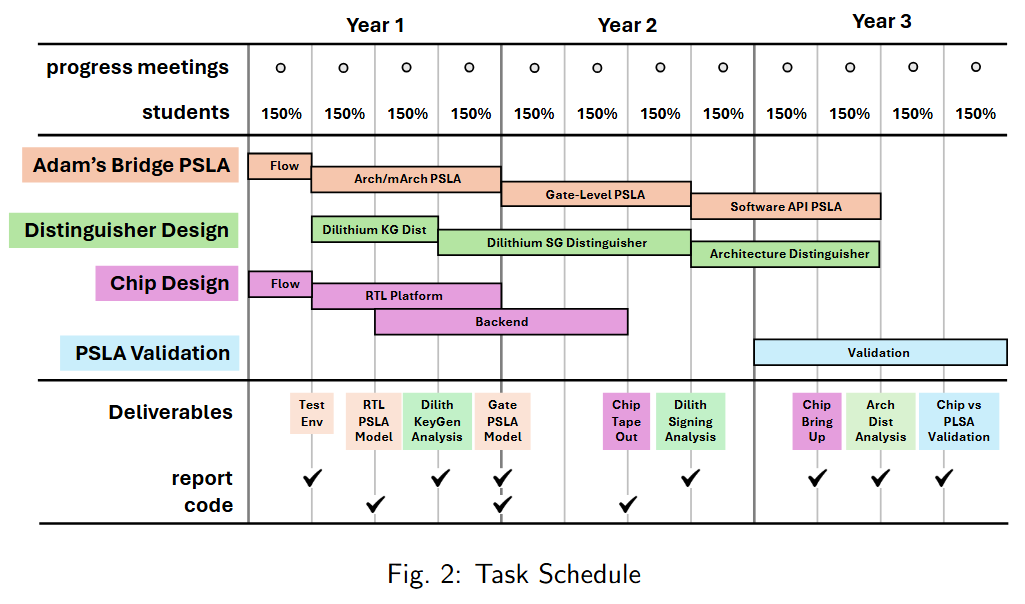 Year 1 Year 2 Year 3
progress meetings
students 150% 150% 150% 150% 150% 150% 150% 150% 150% 150% 150% 150%
Adam's Bridge PSLA
Flow
Arch/mArch PSLA
Gate-Level PSLA
Software API PSLA
Distinguisher Design
Dilithium KG Dist
Dilithium SG Distinguisher
Architecture Distinguisher
Chip Design
Flow
RTL Platform
Backend
PSLA Validation
Validation
Deliverables
Test
Env
RTL
PSLA
Model
Dilith
KeyGen
Analysis
Gate
PSLA
Model
Chip
Tape
Out
Dilith
Signing
Analysis
Chip
Bring
Up
Arch
Dist
Analysis
Chip vs
PLSA
Validation
report
code
Fig. 2: Task Schedule